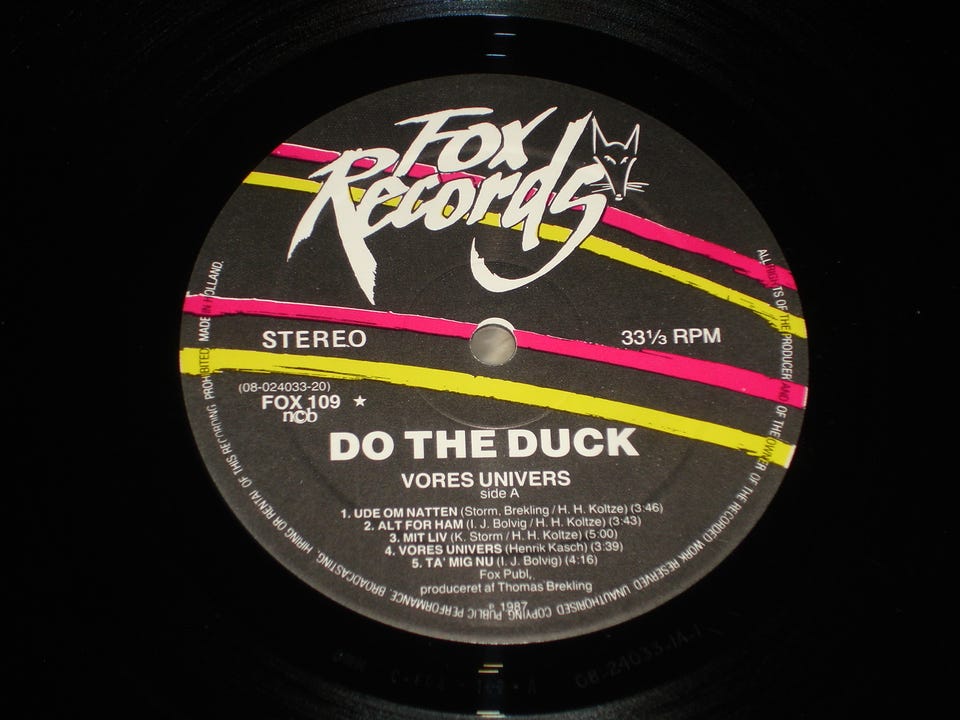 Fox
Records
STEREO
33⅓ RPM
(08-024033-20)
FOX 109 ★
ncb
DO THE DUCK
VORES UNIVERS
side A
1. UDE OM NATTEN (Storm, Brekling / H. H. Koltze) (3:46)
2. ALT FOR HAM (I. J. Bolvig / H. H. Koltze) (3:43)
3. MIT LIV (K. Storm / H. H. Koltze) (5:00)
4. VORES UNIVERS (Henrik Kasch) (3:39)
5. TA' MIG NU (I. J. Bolvig) (4:16)
Fox Publ.
produceret af Thomas Brekling
℗ 1987
ALL RIGHTS OF THE PRODUCER AND OF THE OWNER OF THE RECORDED WORK RESERVED. UNAUTHORISED COPYING, PUBLIC PERFORMANCE, BROADCASTING, HIRING OR RENTAL OF THIS RECORDING PROHIBITED. MADE IN HOLLAND.